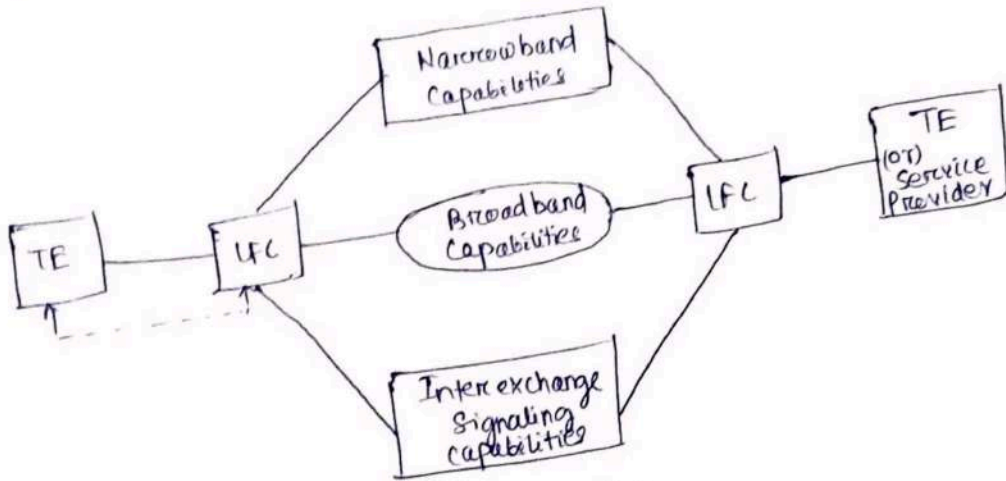 Narrowband
Capabilities
TE
(or)
Service
Provider
LFC
Broadband
Capabilities
TE
LFC
Interexchange
Signaling
Capabilities